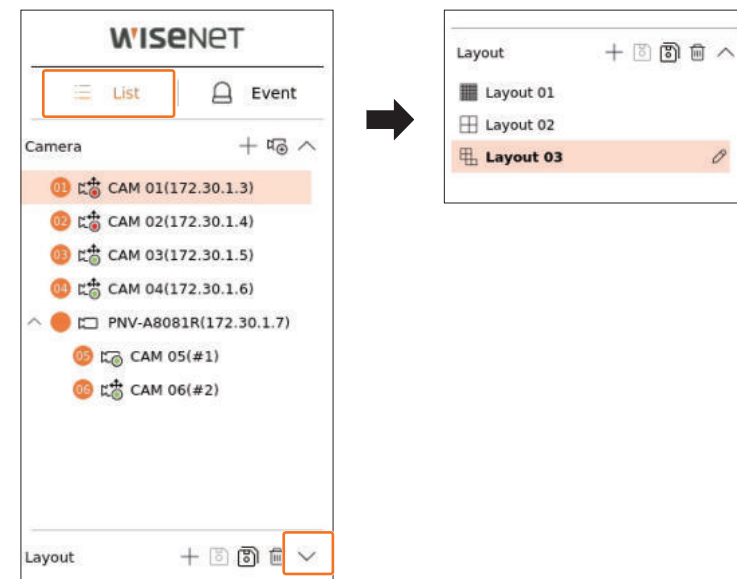 WISENET
List
Event
Camera
01 CAM 01(172.30.1.3)
02 CAM 02(172.30.1.4)
03 CAM 03(172.30.1.5)
04 CAM 04(172.30.1.6)
PNV-A8081R(172.30.1.7)
05 CAM 05(#1)
06 CAM 06(#2)
Layout
Layout
Layout 01
Layout 02
Layout 03